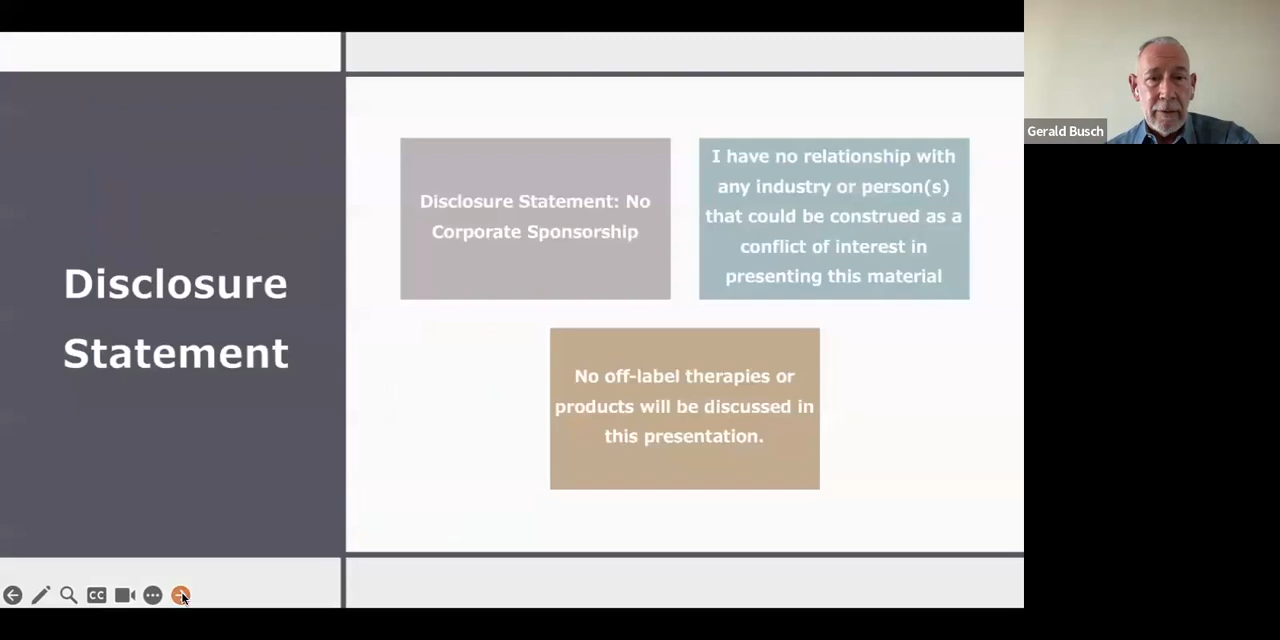 Disclosure
Statement
Disclosure Statement: No
Corporate Sponsorship
I have no relationship with
any industry or person(s)
that could be construed as a
conflict of interest in
presenting this material
No off-label therapies or
products will be discussed in
this presentation.
CC
Gerald Busch